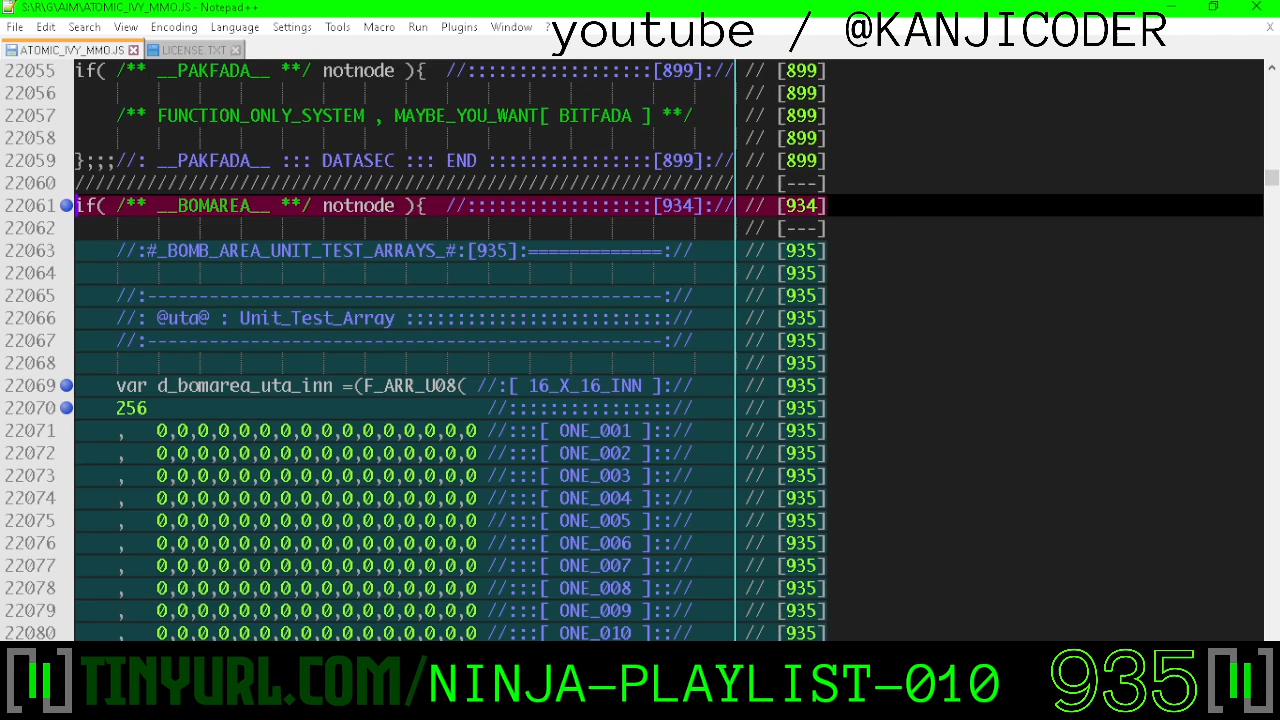 S:\R\G\AIM\ATOMIC_IVY_MMO.JS - Notepad++
File Edit Search View Encoding Language Settings Tools Macro Run Plugins Window ? X
youtube / @KANJICODER
ATOMIC_IVY_MMO.JS LICENSE.TXT
22055 if( /** __PAKFADA__ **/ notnode ){ //::::::::::::::::::[899]:// // [899]
22056 // [899]
22057 /** FUNCTION_ONLY_SYSTEM , MAYBE_YOU_WANT[ BITFADA ] **/ // [899]
22058 // [899]
22059 };;;//: __PAKFADA__ ::: DATASEC ::: END ::::::::::::::::[899]:// // [899]
22060 //////////////////////////////////////////////////////////////// // [---]
22061 if( /** __BOMAREA__ **/ notnode ){ //::::::::::::::::::[934]:// // [934]
22062 // [---]
22063 //:#_BOMB_AREA_UNIT_TEST_ARRAYS_#:[935]:=============:// // [935]
22064 // [935]
22065 //:--------------------------------------------------:// // [935]
22066 //: @uta@ : Unit_Test_Array ::::::::::::::::::::::::::// // [935]
22067 //:--------------------------------------------------:// // [935]
22068 // [935]
22069 var d_bomarea_uta_inn =(F_ARR_U08( //:[ 16_X_16_INN ]:// // [935]
22070 256 //::::::::::::::::// // [935]
22071 , 0,0,0,0,0,0,0,0,0,0,0,0,0,0,0,0 //:::[ ONE_001 ]::// // [935]
22072 , 0,0,0,0,0,0,0,0,0,0,0,0,0,0,0,0 //:::[ ONE_002 ]::// // [935]
22073 , 0,0,0,0,0,0,0,0,0,0,0,0,0,0,0,0 //:::[ ONE_003 ]::// // [935]
22074 , 0,0,0,0,0,0,0,0,0,0,0,0,0,0,0,0 //:::[ ONE_004 ]::// // [935]
22075 , 0,0,0,0,0,0,0,0,0,0,0,0,0,0,0,0 //:::[ ONE_005 ]::// // [935]
22076 , 0,0,0,0,0,0,0,0,0,0,0,0,0,0,0,0 //:::[ ONE_006 ]::// // [935]
22077 , 0,0,0,0,0,0,0,0,0,0,0,0,0,0,0,0 //:::[ ONE_007 ]::// // [935]
22078 , 0,0,0,0,0,0,0,0,0,0,0,0,0,0,0,0 //:::[ ONE_008 ]::// // [935]
22079 , 0,0,0,0,0,0,0,0,0,0,0,0,0,0,0,0 //:::[ ONE_009 ]::// // [935]
22080 , 0,0,0,0,0,0,0,0,0,0,0,0,0,0,0,0 //:::[ ONE_010 ]::// // [935]
[||] TINYURL.COM/NINJA-PLAYLIST-010 935 [||]